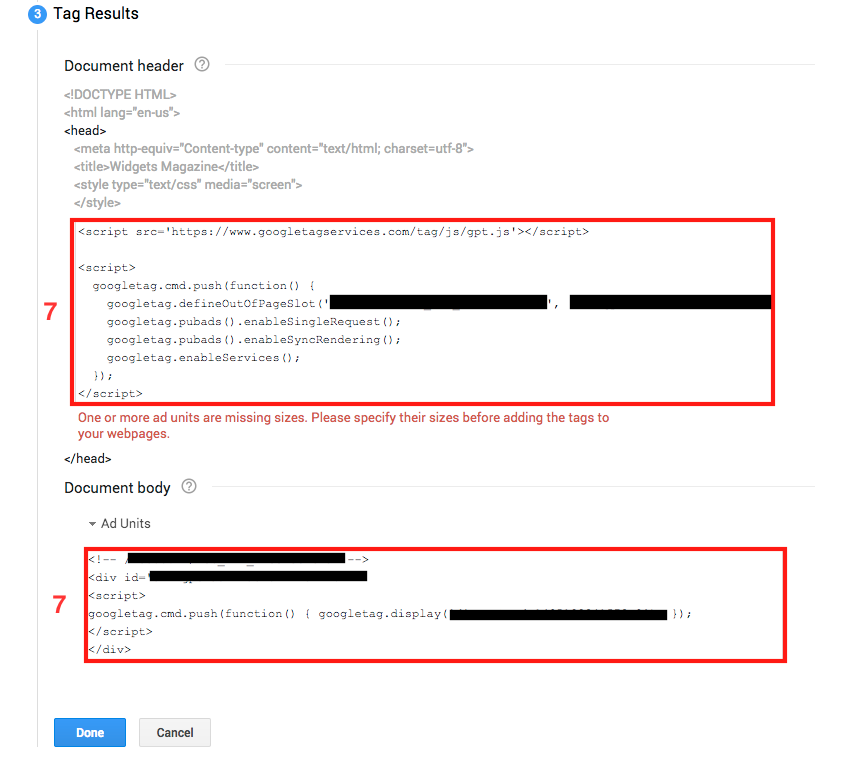 3 Tag Results
Document header ?
<!DOCTYPE HTML>
<html lang="en-us">
<head>
<meta http-equiv="Content-type" content="text/html; charset=utf-8">
<title>Widgets Magazine</title>
<style type="text/css" media="screen">
</style>
<script src='https://www.googletagservices.com/tag/js/gpt.js'></script>
<script>
googletag.cmd.push(function() {
7
googletag.defineOutOfPageSlot(' ',
googletag.pubads().enableSingleRequest();
googletag.pubads().enableSyncRendering();
googletag.enableServices();
});
</script>
One or more ad units are missing sizes. Please specify their sizes before adding the tags to
your webpages.
</head>
Document body ?
Ad Units
<!-- / -->
<div id='
<script>
7
googletag.cmd.push(function() { googletag.display( });
</script>
</div>
Done Cancel